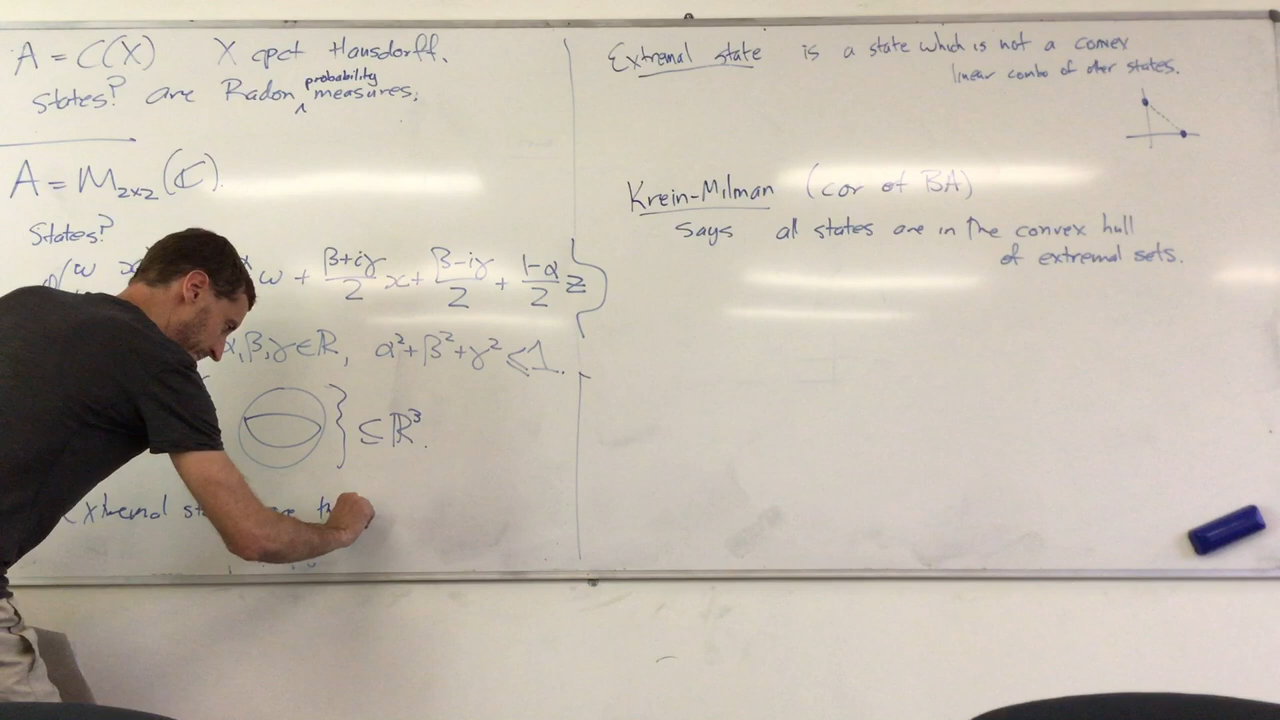 A = C(X) X cpct Hausdorff.
States? are Radon probability measures.
A = M₂ₓ₂(ℂ).
States?
w + (β+iγ)/2 x + (β-iγ)/2 + (1-α)/2 z }
α,β,γ∈ℝ, α²+β²+γ² ≤ 1.
} ⊆ ℝ³.
Extremal
Extremal state is a state which is not a convex
linear combo of other states.
Krein-Milman (cor of BA)
says all states are in the convex hull
of extremal sets.